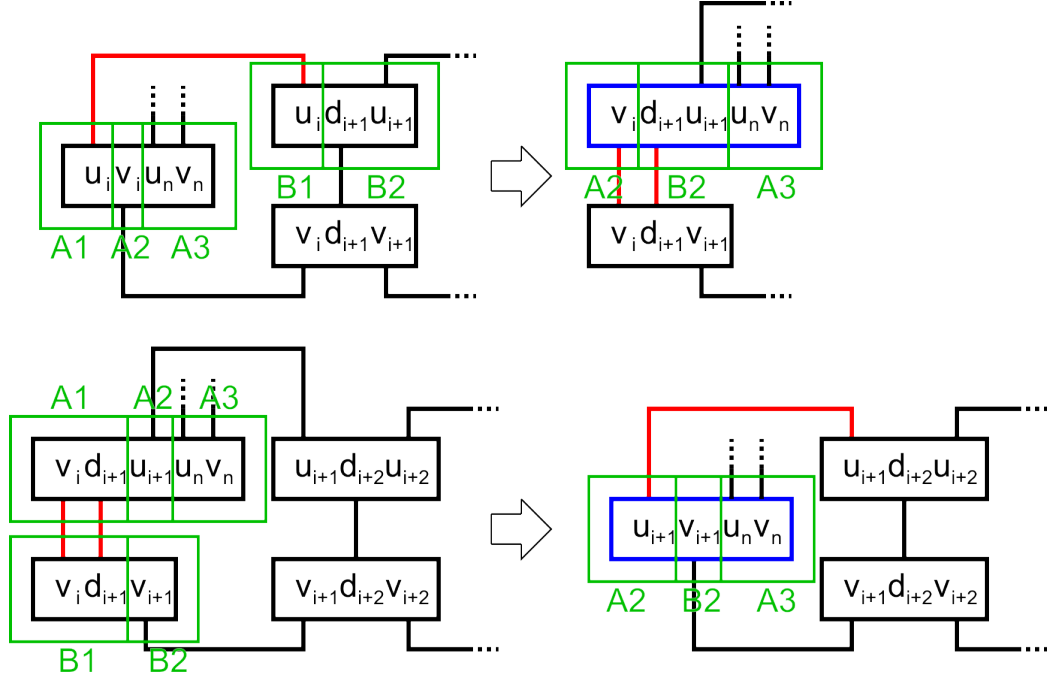 u_i d_{i+1} u_{i+1}
v_i d_{i+1} u_{i+1} u_n v_n
u_i v_i u_n v_n
B1 B2
A2 B2 A3
A1 A2 A3
v_i d_{i+1} v_{i+1}
v_i d_{i+1} v_{i+1}
A1 A2 A3
v_i d_{i+1} u_{i+1} u_n v_n
u_{i+1} d_{i+2} u_{i+2}
u_{i+1} d_{i+2} u_{i+2}
u_{i+1} v_{i+1} u_n v_n
v_i d_{i+1} v_{i+1}
v_{i+1} d_{i+2} v_{i+2}
v_{i+1} d_{i+2} v_{i+2}
A2 B2 A3
B1 B2